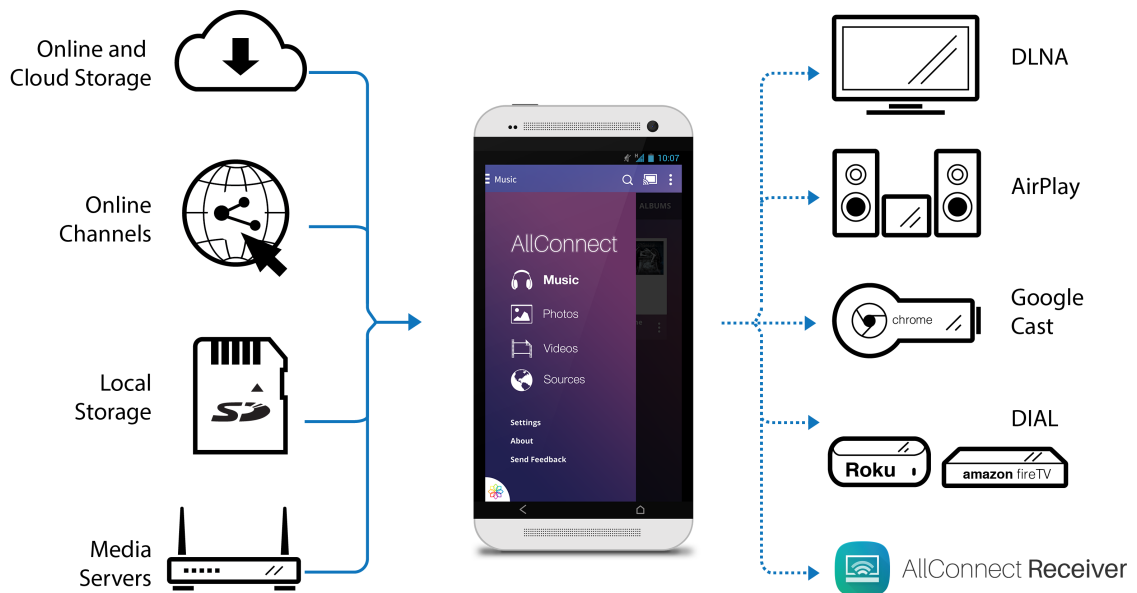 Online and
Cloud Storage
Online
Channels
Local
Storage
SD
Media
Servers
10:07
Music
ALBUMS
AllConnect
Music
Photos
Videos
Sources
Settings
About
Send Feedback
DLNA
AirPlay
chrome
Google
Cast
DIAL
Roku
amazon fireTV
AllConnect Receiver